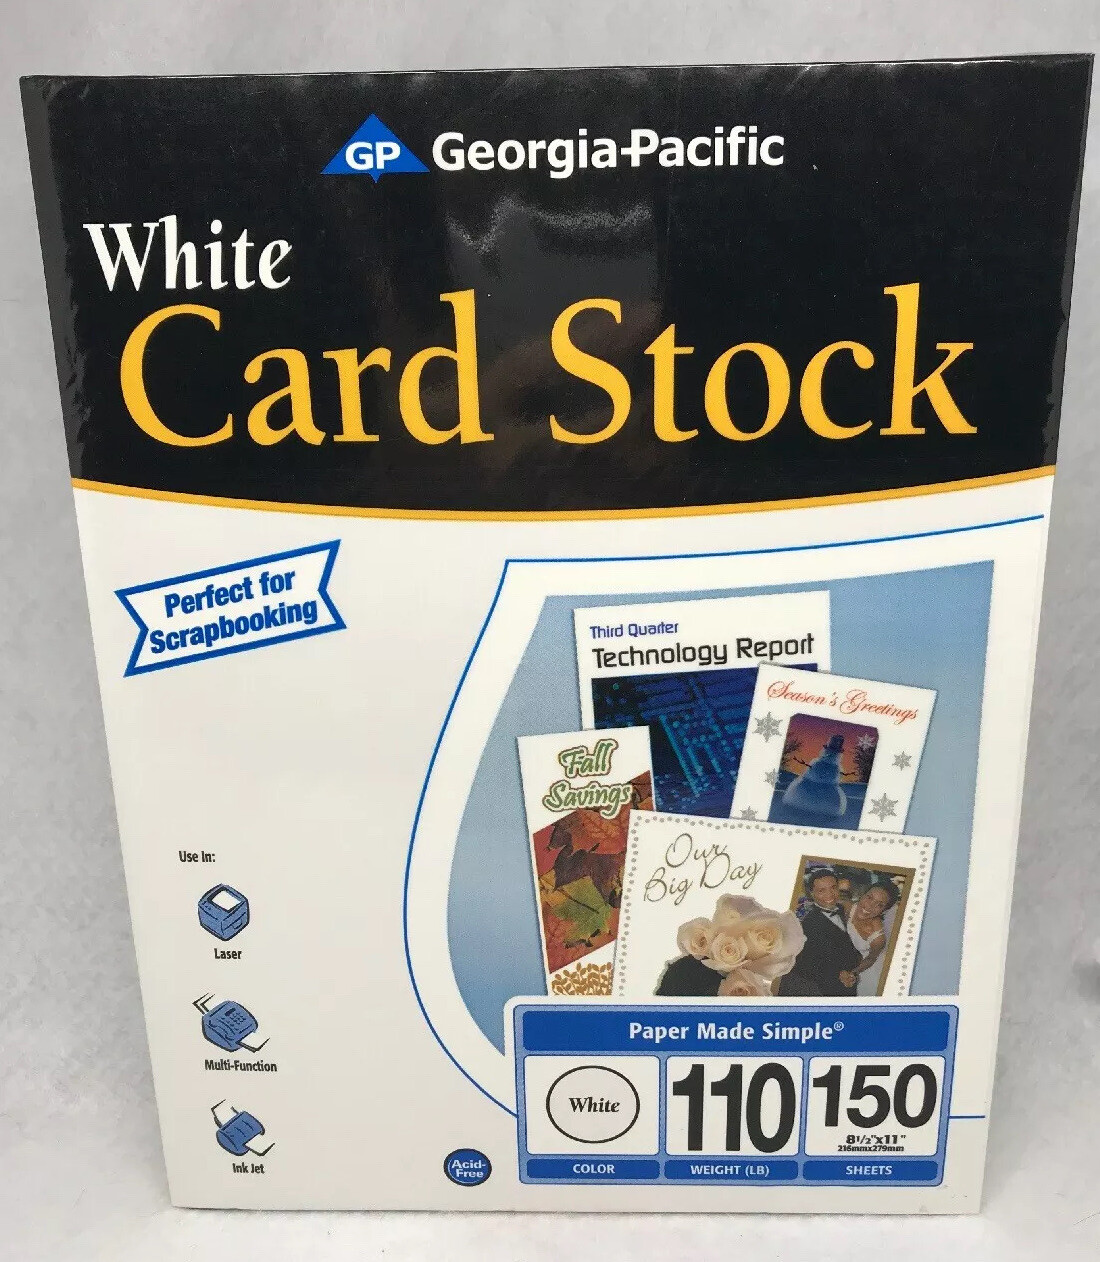 GP Georgia-Pacific
White
Card Stock
Perfect for
Scrapbooking
Third Quarter
Technology Report
Season's Greetings
Fall
Savings
Our
Big Day
Use In:
Laser
Multi-Function
Ink Jet
Acid-
Free
Paper Made Simple®
White
COLOR
110
WEIGHT (LB)
150
8 1/2"x11"
216mmx279mm
SHEETS